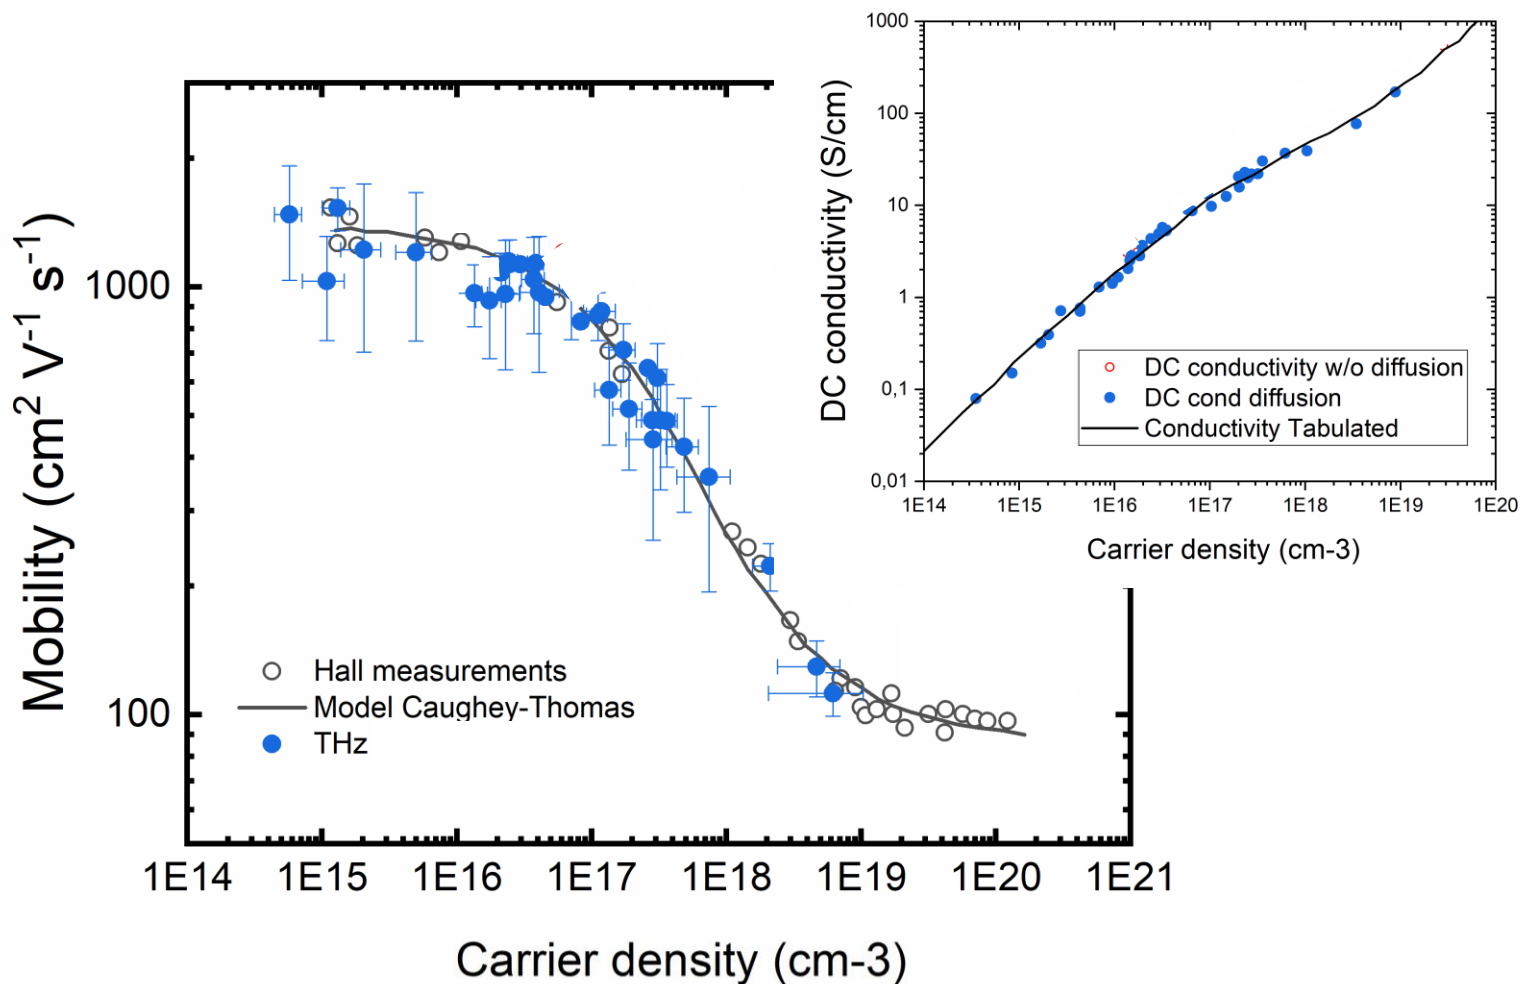 Mobility (cm2 V-1 s-1)
1000
100
Hall measurements
Model Caughey-Thomas
THz
1E14 1E15 1E16 1E17 1E18 1E19 1E20 1E21
Carrier density (cm-3)
DC conductivity (S/cm)
1000
100
10
1
0,1
0,01
DC conductivity w/o diffusion
DC cond diffusion
Conductivity Tabulated
1E14 1E15 1E16 1E17 1E18 1E19 1E20
Carrier density (cm-3)